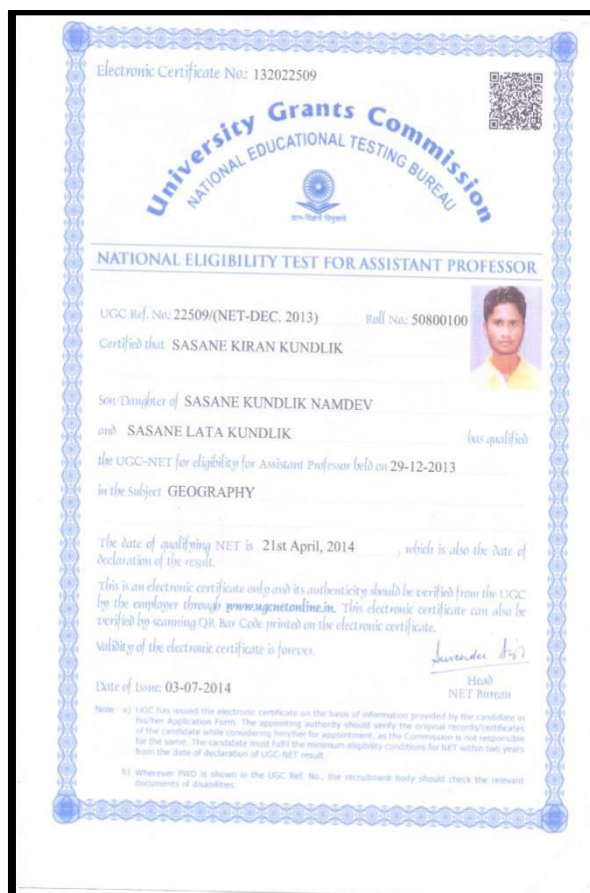 Electronic Certificate No.: 132022509
University Grants Commission
NATIONAL EDUCATIONAL TESTING BUREAU
ज्ञान-विज्ञानं विमुक्तये
NATIONAL ELIGIBILITY TEST FOR ASSISTANT PROFESSOR
UGC Ref. No.: 22509/(NET-DEC. 2013) Roll No.: 50800100
Certified that SASANE KIRAN KUNDLIK
Son/Daughter of SASANE KUNDLIK NAMDEV
and SASANE LATA KUNDLIK has qualified
the UGC-NET for eligibility for Assistant Professor held on 29-12-2013
in the Subject GEOGRAPHY
The date of qualifying NET is 21st April, 2014 , which is also the date of
declaration of the result.
This is an electronic certificate only and its authenticity should be verified from the UGC
by the employer through www.ugcnetonline.in. This electronic certificate can also be
verified by scanning QR Bar Code printed on the electronic certificate.
Validity of the electronic certificate is forever.
Head
Date of Issue: 03-07-2014 NET Bureau
Note a) UGC has issued the electronic certificate on the basis of information provided by the candidate in
his/her Application Form. The appointing authority should verify the original records/certificates
of the candidate while considering him/her for appointment, as the Commission is not responsible
for the same. The candidate must fulfil the minimum eligibility conditions for NET within two years
from the date of declaration of UGC-NET result.
b) Wherever PWD is shown in the UGC Ref. No., the recruitment body should check the relevant
documents of disabilities.